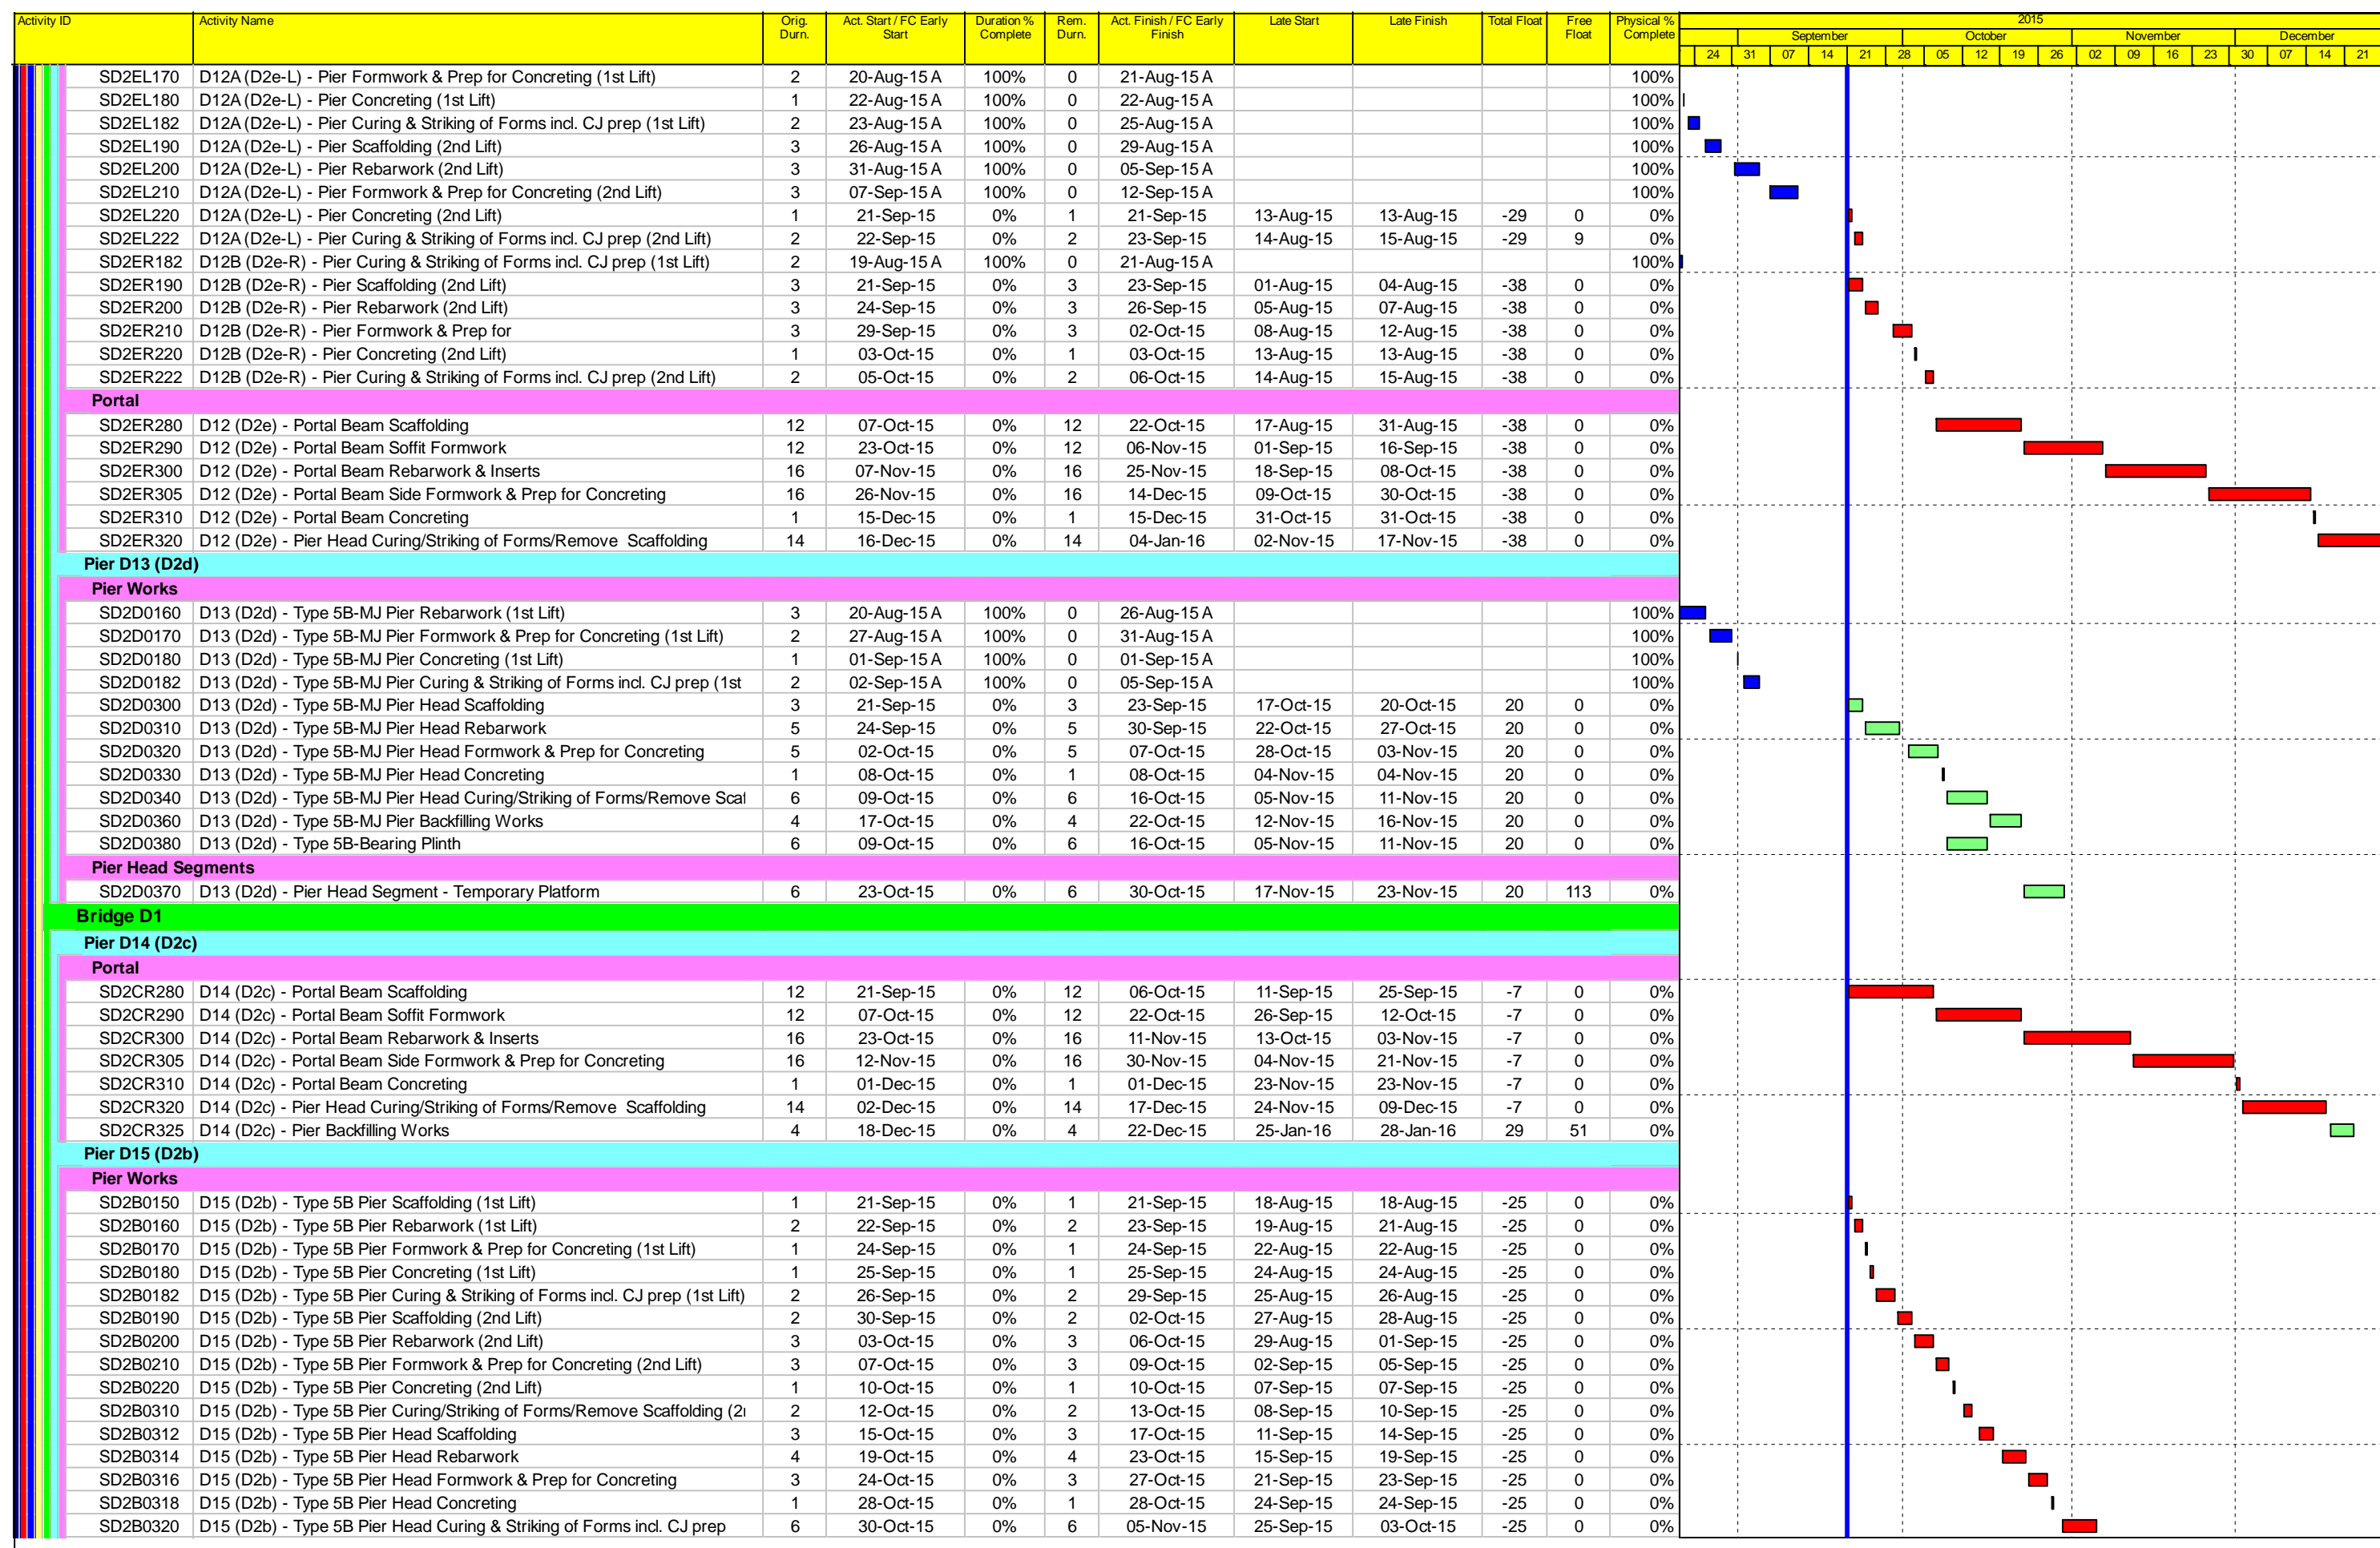 Activity ID Activity Name Orig. Durn. Act. Start / FC Early Start Duration % Complete Rem. Durn. Act. Finish / FC Early Finish Late Start Late Finish Total Float Free Float Physical % Complete
2015
September October November December
24 31 07 14 21 28 05 12 19 26 02 09 16 23 30 07 14 21
SD2EL170 D12A (D2e-L) - Pier Formwork & Prep for Concreting (1st Lift) 2 20-Aug-15 A 100% 0 21-Aug-15 A 100%
SD2EL180 D12A (D2e-L) - Pier Concreting (1st Lift) 1 22-Aug-15 A 100% 0 22-Aug-15 A 100%
SD2EL182 D12A (D2e-L) - Pier Curing & Striking of Forms incl. CJ prep (1st Lift) 2 23-Aug-15 A 100% 0 25-Aug-15 A 100%
SD2EL190 D12A (D2e-L) - Pier Scaffolding (2nd Lift) 3 26-Aug-15 A 100% 0 29-Aug-15 A 100%
SD2EL200 D12A (D2e-L) - Pier Rebarwork (2nd Lift) 3 31-Aug-15 A 100% 0 05-Sep-15 A 100%
SD2EL210 D12A (D2e-L) - Pier Formwork & Prep for Concreting (2nd Lift) 3 07-Sep-15 A 100% 0 12-Sep-15 A 100%
SD2EL220 D12A (D2e-L) - Pier Concreting (2nd Lift) 1 21-Sep-15 0% 1 21-Sep-15 13-Aug-15 13-Aug-15 -29 0 0%
SD2EL222 D12A (D2e-L) - Pier Curing & Striking of Forms incl. CJ prep (2nd Lift) 2 22-Sep-15 0% 2 23-Sep-15 14-Aug-15 15-Aug-15 -29 9 0%
SD2ER182 D12B (D2e-R) - Pier Curing & Striking of Forms incl. CJ prep (1st Lift) 2 19-Aug-15 A 100% 0 21-Aug-15 A 100%
SD2ER190 D12B (D2e-R) - Pier Scaffolding (2nd Lift) 3 21-Sep-15 0% 3 23-Sep-15 01-Aug-15 04-Aug-15 -38 0 0%
SD2ER200 D12B (D2e-R) - Pier Rebarwork (2nd Lift) 3 24-Sep-15 0% 3 26-Sep-15 05-Aug-15 07-Aug-15 -38 0 0%
SD2ER210 D12B (D2e-R) - Pier Formwork & Prep for 3 29-Sep-15 0% 3 02-Oct-15 08-Aug-15 12-Aug-15 -38 0 0%
SD2ER220 D12B (D2e-R) - Pier Concreting (2nd Lift) 1 03-Oct-15 0% 1 03-Oct-15 13-Aug-15 13-Aug-15 -38 0 0%
SD2ER222 D12B (D2e-R) - Pier Curing & Striking of Forms incl. CJ prep (2nd Lift) 2 05-Oct-15 0% 2 06-Oct-15 14-Aug-15 15-Aug-15 -38 0 0%
Portal
SD2ER280 D12 (D2e) - Portal Beam Scaffolding 12 07-Oct-15 0% 12 22-Oct-15 17-Aug-15 31-Aug-15 -38 0 0%
SD2ER290 D12 (D2e) - Portal Beam Soffit Formwork 12 23-Oct-15 0% 12 06-Nov-15 01-Sep-15 16-Sep-15 -38 0 0%
SD2ER300 D12 (D2e) - Portal Beam Rebarwork & Inserts 16 07-Nov-15 0% 16 25-Nov-15 18-Sep-15 08-Oct-15 -38 0 0%
SD2ER305 D12 (D2e) - Portal Beam Side Formwork & Prep for Concreting 16 26-Nov-15 0% 16 14-Dec-15 09-Oct-15 30-Oct-15 -38 0 0%
SD2ER310 D12 (D2e) - Portal Beam Concreting 1 15-Dec-15 0% 1 15-Dec-15 31-Oct-15 31-Oct-15 -38 0 0%
SD2ER320 D12 (D2e) - Pier Head Curing/Striking of Forms/Remove Scaffolding 14 16-Dec-15 0% 14 04-Jan-16 02-Nov-15 17-Nov-15 -38 0 0%
Pier D13 (D2d)
Pier Works
SD2D0160 D13 (D2d) - Type 5B-MJ Pier Rebarwork (1st Lift) 3 20-Aug-15 A 100% 0 26-Aug-15 A 100%
SD2D0170 D13 (D2d) - Type 5B-MJ Pier Formwork & Prep for Concreting (1st Lift) 2 27-Aug-15 A 100% 0 31-Aug-15 A 100%
SD2D0180 D13 (D2d) - Type 5B-MJ Pier Concreting (1st Lift) 1 01-Sep-15 A 100% 0 01-Sep-15 A 100%
SD2D0182 D13 (D2d) - Type 5B-MJ Pier Curing & Striking of Forms incl. CJ prep (1st 2 02-Sep-15 A 100% 0 05-Sep-15 A 100%
SD2D0300 D13 (D2d) - Type 5B-MJ Pier Head Scaffolding 3 21-Sep-15 0% 3 23-Sep-15 17-Oct-15 20-Oct-15 20 0 0%
SD2D0310 D13 (D2d) - Type 5B-MJ Pier Head Rebarwork 5 24-Sep-15 0% 5 30-Sep-15 22-Oct-15 27-Oct-15 20 0 0%
SD2D0320 D13 (D2d) - Type 5B-MJ Pier Head Formwork & Prep for Concreting 5 02-Oct-15 0% 5 07-Oct-15 28-Oct-15 03-Nov-15 20 0 0%
SD2D0330 D13 (D2d) - Type 5B-MJ Pier Head Concreting 1 08-Oct-15 0% 1 08-Oct-15 04-Nov-15 04-Nov-15 20 0 0%
SD2D0340 D13 (D2d) - Type 5B-MJ Pier Head Curing/Striking of Forms/Remove Scaf 6 09-Oct-15 0% 6 16-Oct-15 05-Nov-15 11-Nov-15 20 0 0%
SD2D0360 D13 (D2d) - Type 5B-MJ Pier Backfilling Works 4 17-Oct-15 0% 4 22-Oct-15 12-Nov-15 16-Nov-15 20 0 0%
SD2D0380 D13 (D2d) - Type 5B-Bearing Plinth 6 09-Oct-15 0% 6 16-Oct-15 05-Nov-15 11-Nov-15 20 0 0%
Pier Head Segments
SD2D0370 D13 (D2d) - Pier Head Segment - Temporary Platform 6 23-Oct-15 0% 6 30-Oct-15 17-Nov-15 23-Nov-15 20 113 0%
Bridge D1
Pier D14 (D2c)
Portal
SD2CR280 D14 (D2c) - Portal Beam Scaffolding 12 21-Sep-15 0% 12 06-Oct-15 11-Sep-15 25-Sep-15 -7 0 0%
SD2CR290 D14 (D2c) - Portal Beam Soffit Formwork 12 07-Oct-15 0% 12 22-Oct-15 26-Sep-15 12-Oct-15 -7 0 0%
SD2CR300 D14 (D2c) - Portal Beam Rebarwork & Inserts 16 23-Oct-15 0% 16 11-Nov-15 13-Oct-15 03-Nov-15 -7 0 0%
SD2CR305 D14 (D2c) - Portal Beam Side Formwork & Prep for Concreting 16 12-Nov-15 0% 16 30-Nov-15 04-Nov-15 21-Nov-15 -7 0 0%
SD2CR310 D14 (D2c) - Portal Beam Concreting 1 01-Dec-15 0% 1 01-Dec-15 23-Nov-15 23-Nov-15 -7 0 0%
SD2CR320 D14 (D2c) - Pier Head Curing/Striking of Forms/Remove Scaffolding 14 02-Dec-15 0% 14 17-Dec-15 24-Nov-15 09-Dec-15 -7 0 0%
SD2CR325 D14 (D2c) - Pier Backfilling Works 4 18-Dec-15 0% 4 22-Dec-15 25-Jan-16 28-Jan-16 29 51 0%
Pier D15 (D2b)
Pier Works
SD2B0150 D15 (D2b) - Type 5B Pier Scaffolding (1st Lift) 1 21-Sep-15 0% 1 21-Sep-15 18-Aug-15 18-Aug-15 -25 0 0%
SD2B0160 D15 (D2b) - Type 5B Pier Rebarwork (1st Lift) 2 22-Sep-15 0% 2 23-Sep-15 19-Aug-15 21-Aug-15 -25 0 0%
SD2B0170 D15 (D2b) - Type 5B Pier Formwork & Prep for Concreting (1st Lift) 1 24-Sep-15 0% 1 24-Sep-15 22-Aug-15 22-Aug-15 -25 0 0%
SD2B0180 D15 (D2b) - Type 5B Pier Concreting (1st Lift) 1 25-Sep-15 0% 1 25-Sep-15 24-Aug-15 24-Aug-15 -25 0 0%
SD2B0182 D15 (D2b) - Type 5B Pier Curing & Striking of Forms incl. CJ prep (1st Lift) 2 26-Sep-15 0% 2 29-Sep-15 25-Aug-15 26-Aug-15 -25 0 0%
SD2B0190 D15 (D2b) - Type 5B Pier Scaffolding (2nd Lift) 2 30-Sep-15 0% 2 02-Oct-15 27-Aug-15 28-Aug-15 -25 0 0%
SD2B0200 D15 (D2b) - Type 5B Pier Rebarwork (2nd Lift) 3 03-Oct-15 0% 3 06-Oct-15 29-Aug-15 01-Sep-15 -25 0 0%
SD2B0210 D15 (D2b) - Type 5B Pier Formwork & Prep for Concreting (2nd Lift) 3 07-Oct-15 0% 3 09-Oct-15 02-Sep-15 05-Sep-15 -25 0 0%
SD2B0220 D15 (D2b) - Type 5B Pier Concreting (2nd Lift) 1 10-Oct-15 0% 1 10-Oct-15 07-Sep-15 07-Sep-15 -25 0 0%
SD2B0310 D15 (D2b) - Type 5B Pier Curing/Striking of Forms/Remove Scaffolding (2 2 12-Oct-15 0% 2 13-Oct-15 08-Sep-15 10-Sep-15 -25 0 0%
SD2B0312 D15 (D2b) - Type 5B Pier Head Scaffolding 3 15-Oct-15 0% 3 17-Oct-15 11-Sep-15 14-Sep-15 -25 0 0%
SD2B0314 D15 (D2b) - Type 5B Pier Head Rebarwork 4 19-Oct-15 0% 4 23-Oct-15 15-Sep-15 19-Sep-15 -25 0 0%
SD2B0316 D15 (D2b) - Type 5B Pier Head Formwork & Prep for Concreting 3 24-Oct-15 0% 3 27-Oct-15 21-Sep-15 23-Sep-15 -25 0 0%
SD2B0318 D15 (D2b) - Type 5B Pier Head Concreting 1 28-Oct-15 0% 1 28-Oct-15 24-Sep-15 24-Sep-15 -25 0 0%
SD2B0320 D15 (D2b) - Type 5B Pier Head Curing & Striking of Forms incl. CJ prep 6 30-Oct-15 0% 6 05-Nov-15 25-Sep-15 03-Oct-15 -25 0 0%